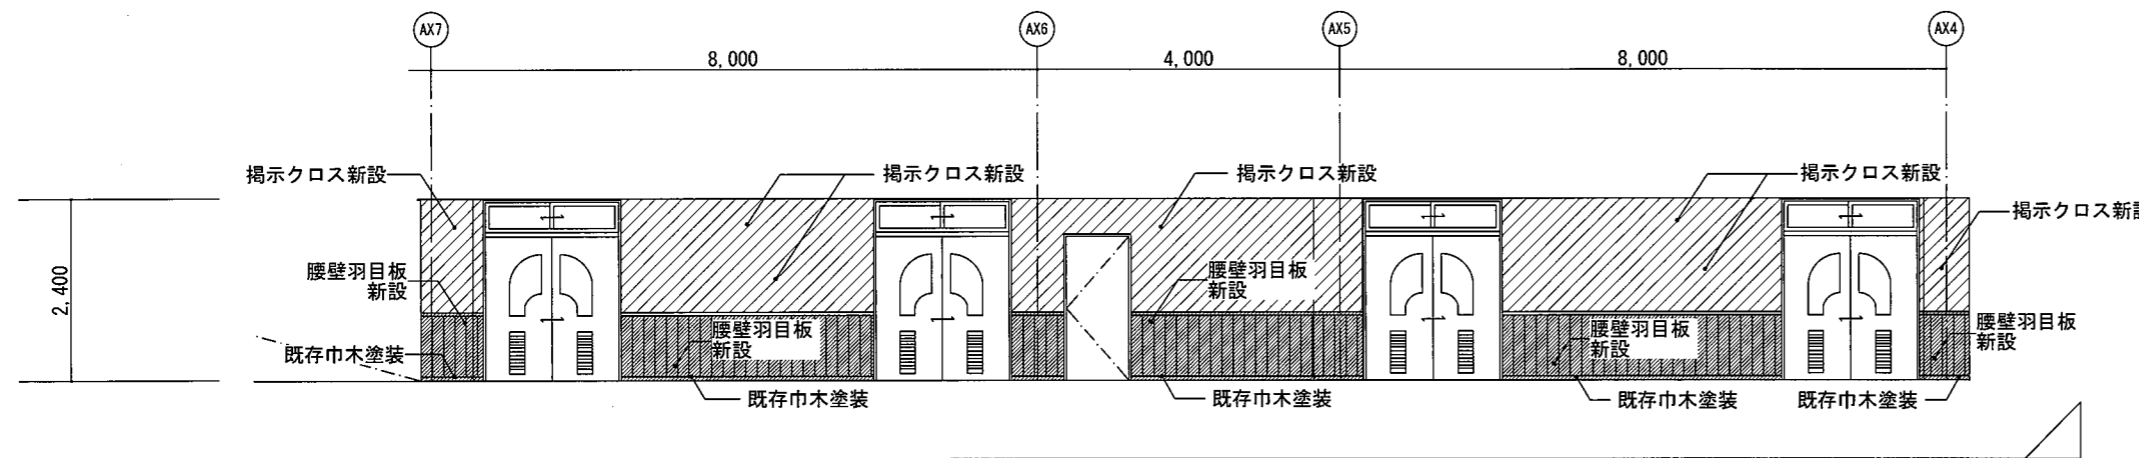 AX7
AX6
AX5
AX4
8,000
4,000
8,000
掲示クロス新設
掲示クロス新設
掲示クロス新設
掲示クロス新設
掲示クロス新
2,400
腰壁羽目板
新設
腰壁羽目板
新設
腰壁羽目板
新設
腰壁羽目板
新設
腰壁羽目板
新設
既存巾木塗装
既存巾木塗装
既存巾木塗装
既存巾木塗装
既存巾木塗装